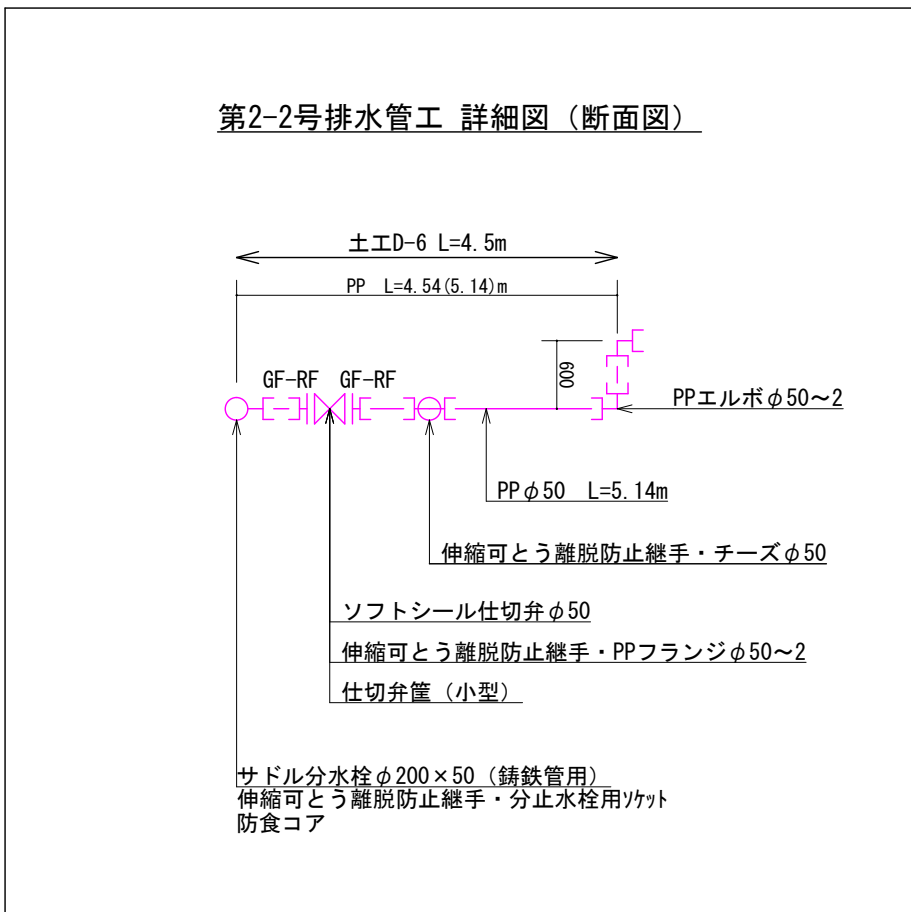 第2-2号排水管工 詳細図（断面図）
土工D-6 L=4.5m
PP L=4.54(5.14)m
GF-RF GF-RF
600
PPエルボφ50～2
PPφ50 L=5.14m
伸縮可とう離脱防止継手・チーズφ50
ソフトシール仕切弁φ50
伸縮可とう離脱防止継手・PPフランジφ50～2
仕切弁筐（小型）
サドル分水栓φ200×50（鋳鉄管用）
伸縮可とう離脱防止継手・分止水栓用ｿｹｯﾄ
防食コア